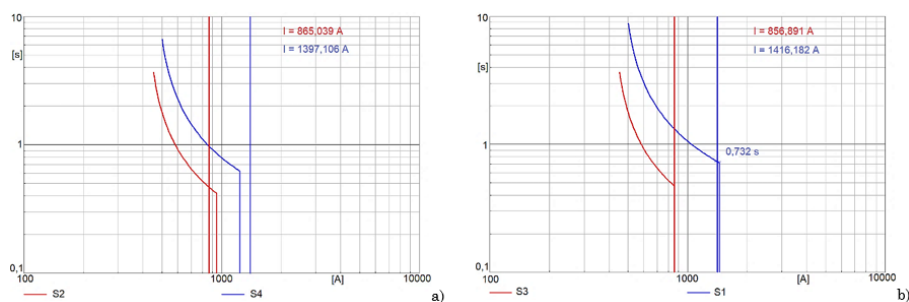 10
[s]
1
0,1
100
1000
[A]
10000
I = 865,039 A
I = 1397,106 A
S2
S4
a)
10
[s]
1
0,1
100
1000
[A]
10000
I = 856,891 A
I = 1416,182 A
0,732 s
S3
S1
b)